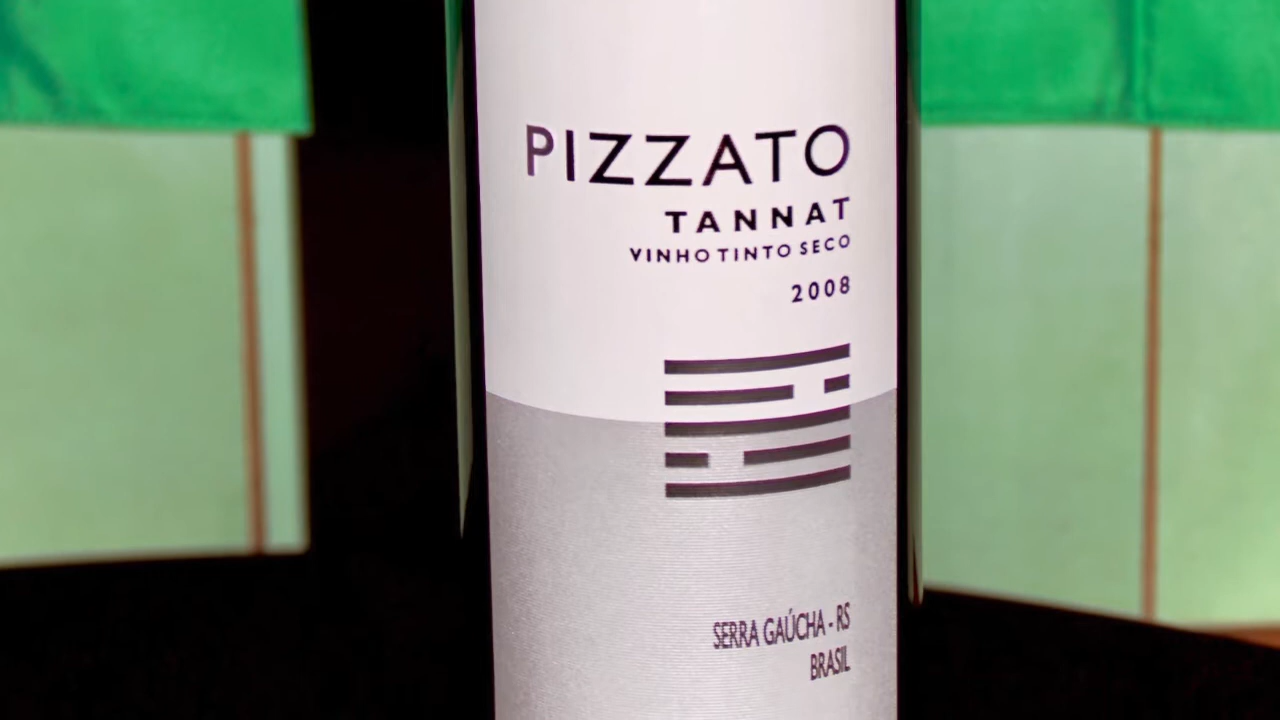 PIZZATO
TANNAT
VINHO TINTO SECO
2008
SERRA GAÚCHA - RS
BRASIL